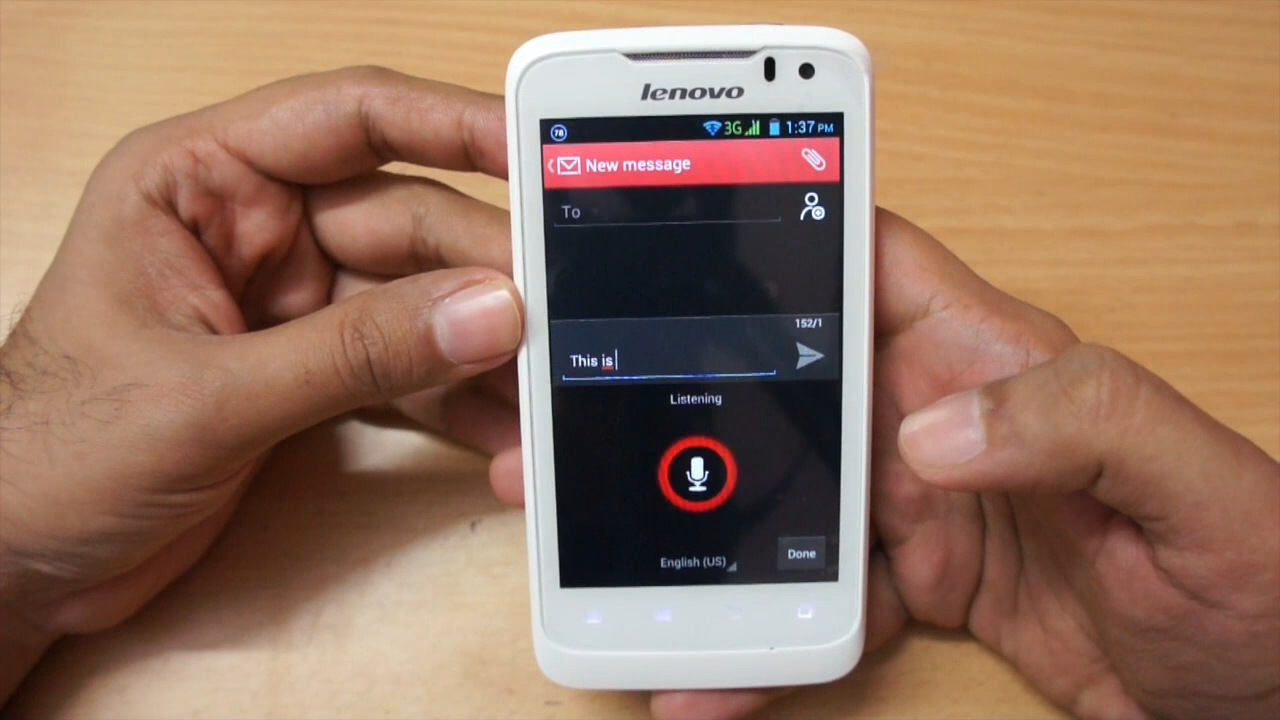 lenovo
78 3G 1:37 PM
New message
To
152/1
This is
Listening
English (US)
Done